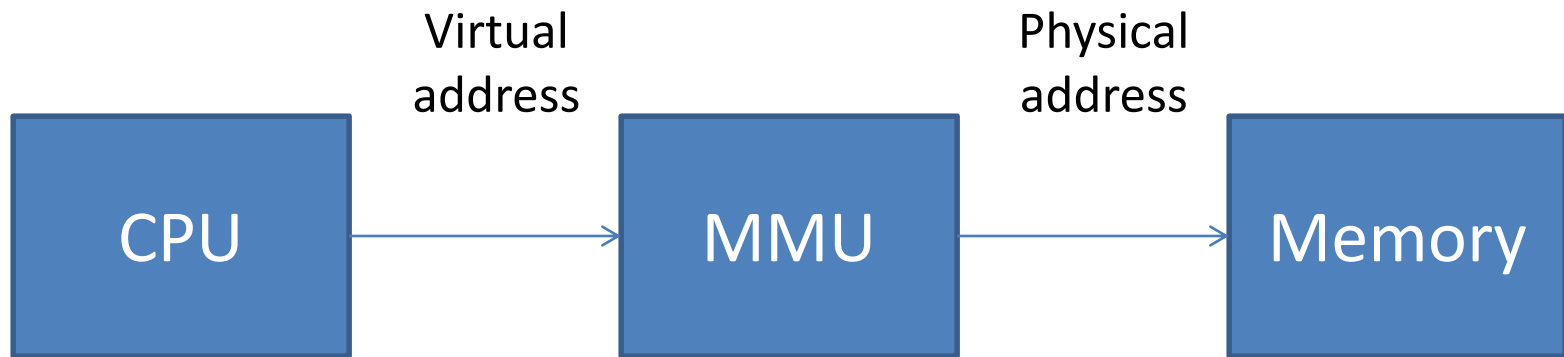 Virtual
address
Physical
address
CPU
MMU
Memory